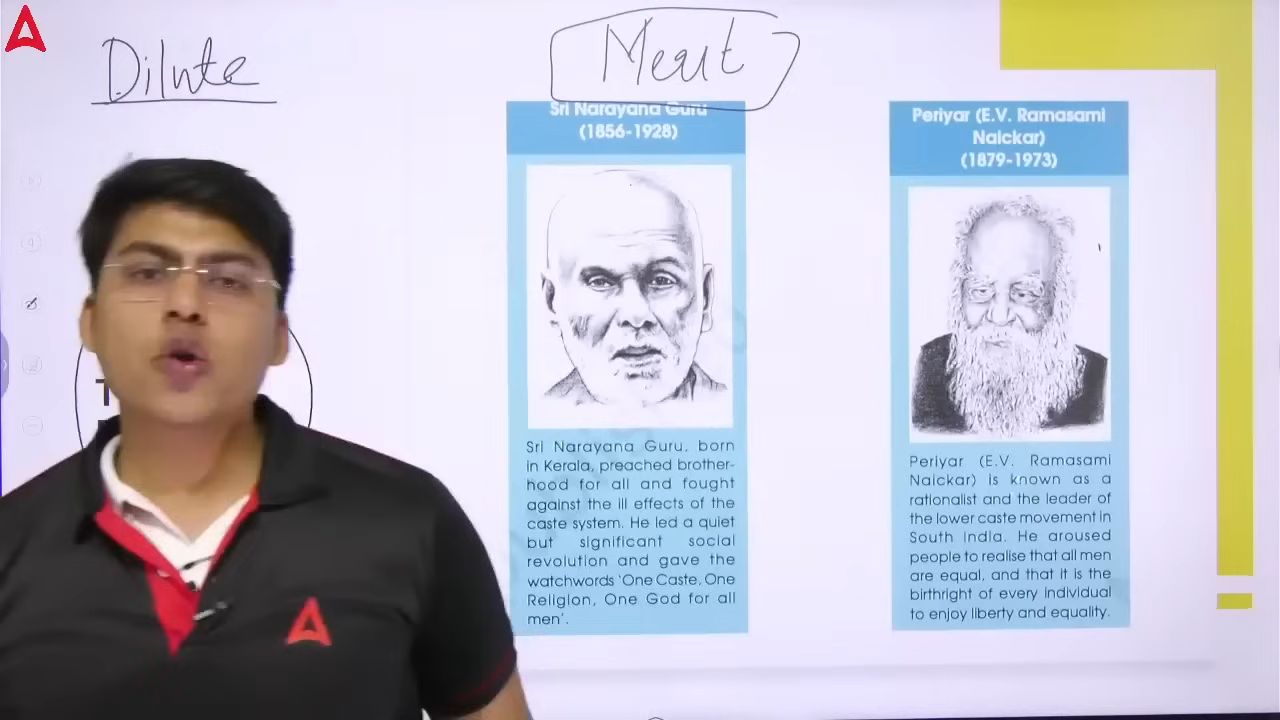 Dilute
Merit
Sri Narayana Guru
(1856-1928)
Sri Narayana Guru, born
in Kerala, preached brother-
hood for all and fought
against the ill effects of the
caste system. He led a quiet
but significant social
revolution and gave the
watchwords ‘One Caste, One
Religion, One God for all
men’.
Periyar (E.V. Ramasami
Naickar)
(1879-1973)
Periyar (E.V. Ramasami
Naickar) is known as a
rationalist and the leader of
the lower caste movement in
South India. He aroused
people to realise that all men
are equal, and that it is the
birthright of every individual
to enjoy liberty and equality.